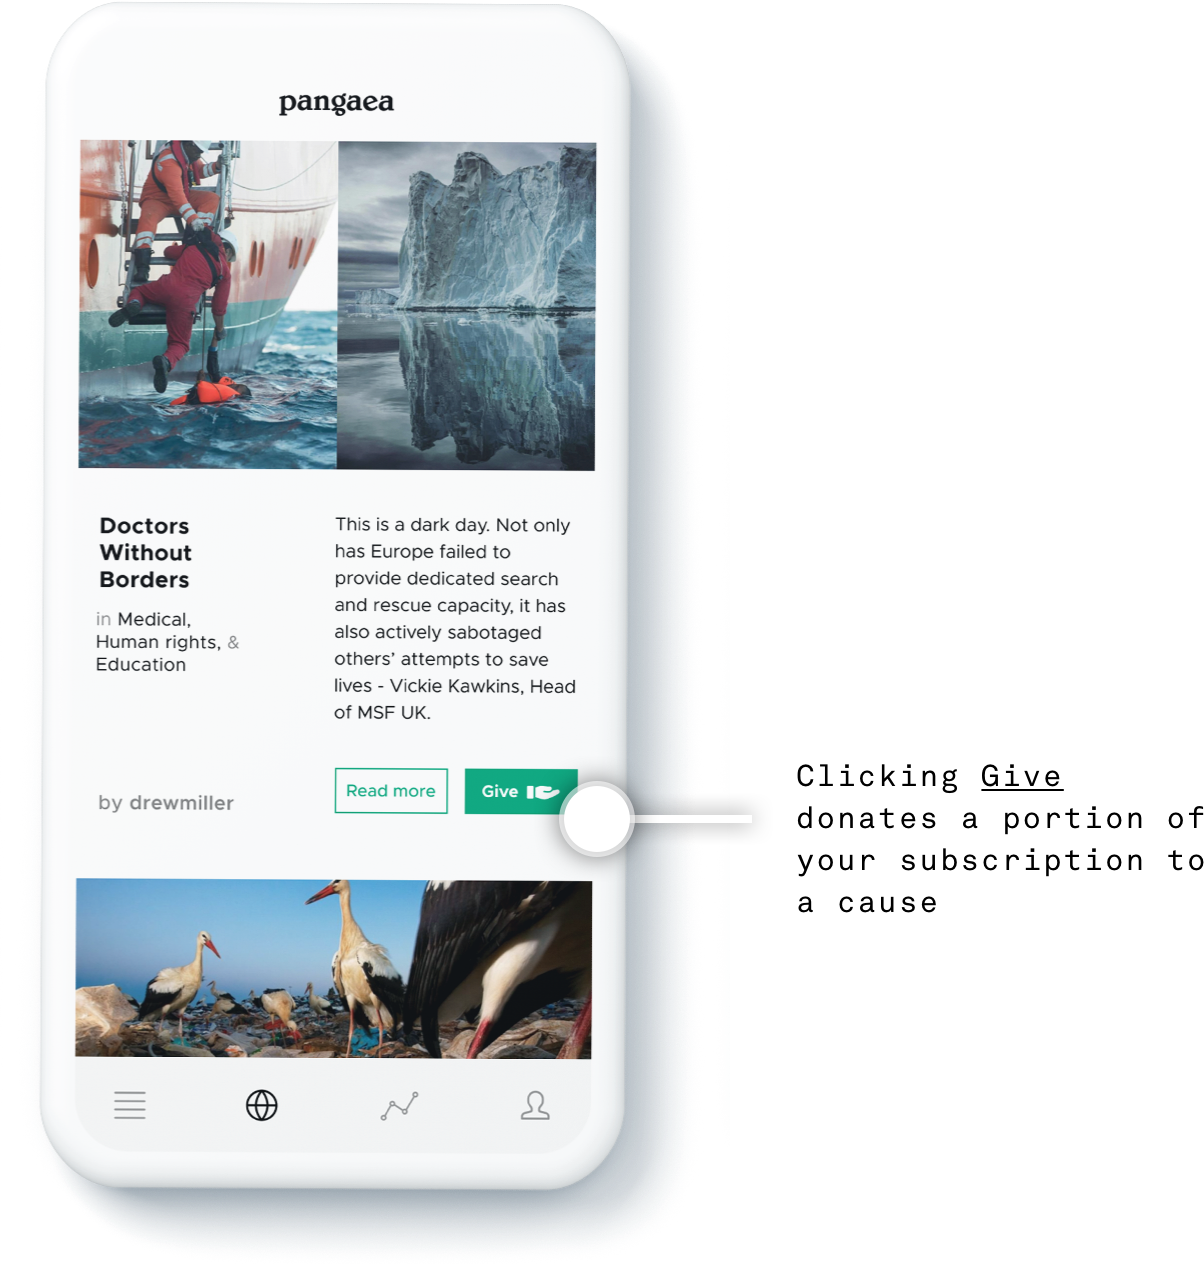 pangaea
Doctors
Without
Borders
in Medical,
Human rights, &
Education
by drewmiller
This is a dark day. Not only
has Europe failed to
provide dedicated search
and rescue capacity, it has
also actively sabotaged
others’ attempts to save
lives - Vickie Kawkins, Head
of MSF UK.
Read more
Give
Clicking Give
donates a portion of
your subscription to
a cause